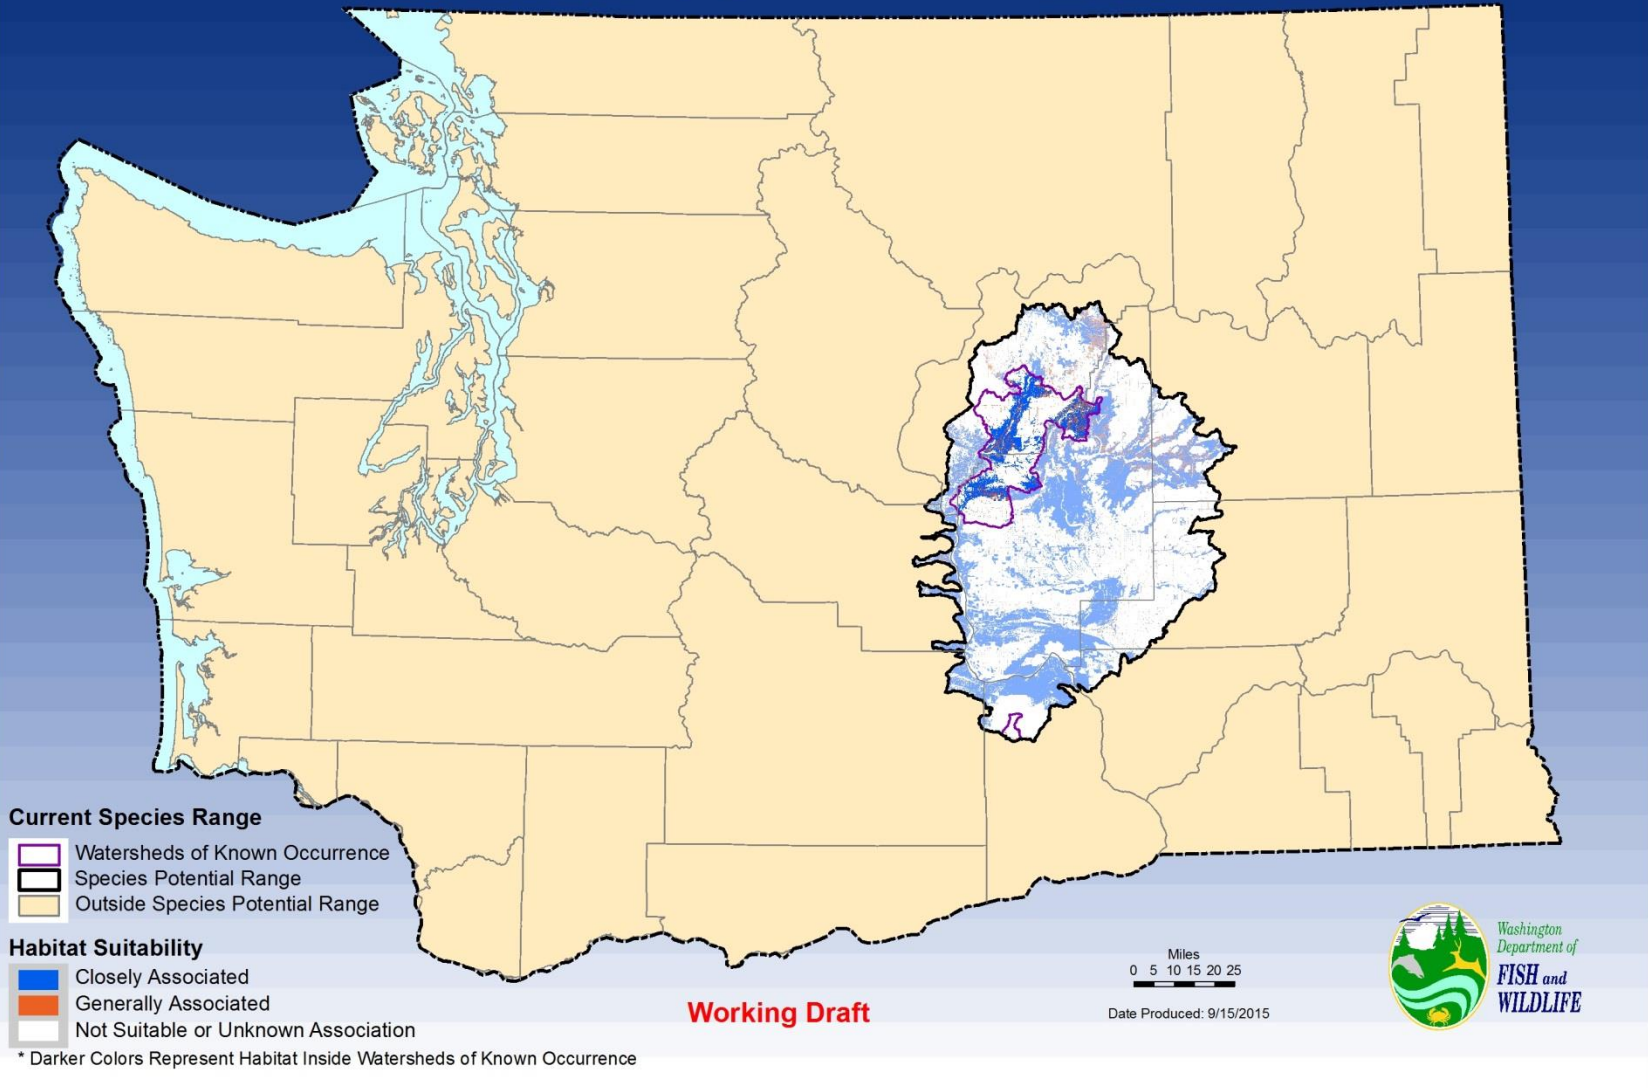 Current Species Range
Watersheds of Known Occurrence
Species Potential Range
Outside Species Potential Range
Habitat Suitability
Closely Associated
Generally Associated
Not Suitable or Unknown Association
* Darker Colors Represent Habitat Inside Watersheds of Known Occurrence
Working Draft
Miles
0 5 10 15 20 25
Date Produced: 9/15/2015
Washington
Department of
FISH and
WILDLIFE